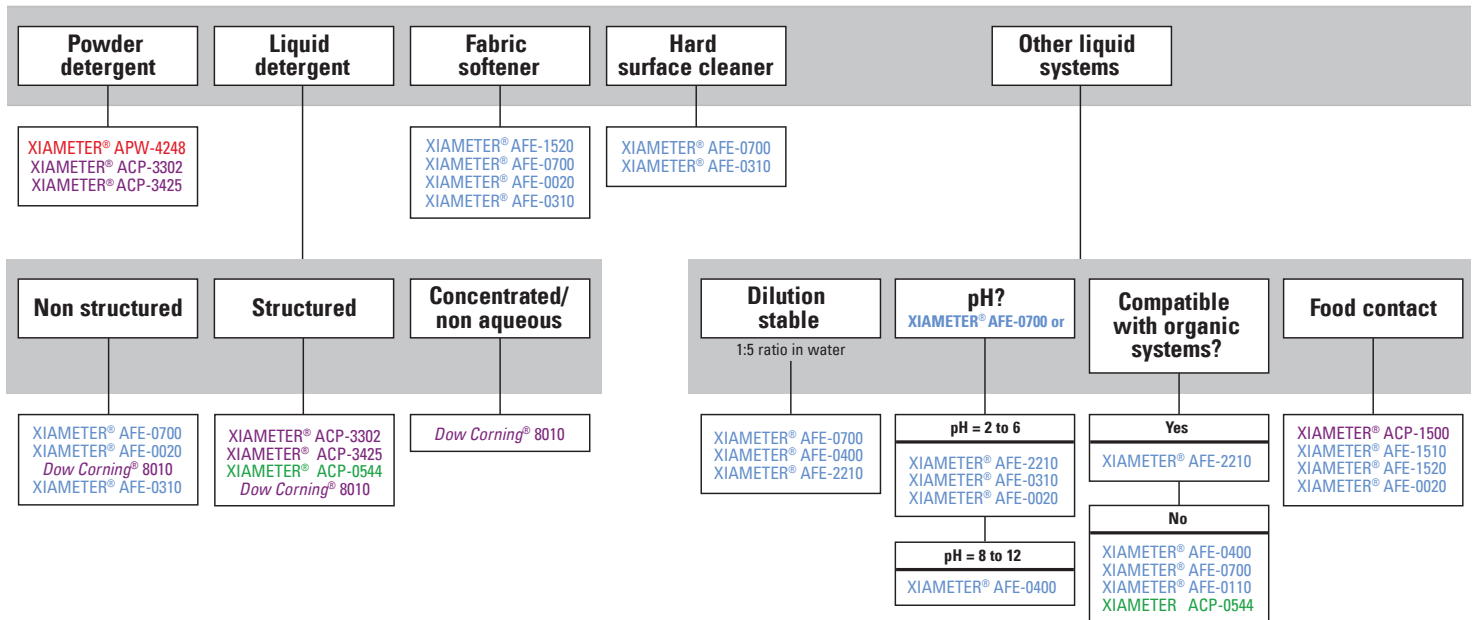 Powder
detergent
Liquid
detergent
Fabric
softener
Hard
surface cleaner
Other liquid
systems
XIAMETER® APW-4248
XIAMETER® ACP-3302
XIAMETER® ACP-3425
XIAMETER® AFE-1520
XIAMETER® AFE-0700
XIAMETER® AFE-0020
XIAMETER® AFE-0310
XIAMETER® AFE-0700
XIAMETER® AFE-0310
Non structured
Structured
Concentrated/
non aqueous
Dilution
stable
1:5 ratio in water
pH?
XIAMETER® AFE-0700 or
Compatible
with organic
systems?
Food contact
XIAMETER® AFE-0700
XIAMETER® AFE-0020
Dow Corning® 8010
XIAMETER® AFE-0310
XIAMETER® ACP-3302
XIAMETER® ACP-3425
XIAMETER® ACP-0544
Dow Corning® 8010
Dow Corning® 8010
XIAMETER® AFE-0700
XIAMETER® AFE-0400
XIAMETER® AFE-2210
pH = 2 to 6
XIAMETER® AFE-2210
XIAMETER® AFE-0310
XIAMETER® AFE-0020
pH = 8 to 12
XIAMETER® AFE-0400
Yes
XIAMETER® AFE-2210
No
XIAMETER® AFE-0400
XIAMETER® AFE-0700
XIAMETER® AFE-0110
XIAMETER ACP-0544
XIAMETER® ACP-1500
XIAMETER® AFE-1510
XIAMETER® AFE-1520
XIAMETER® AFE-0020